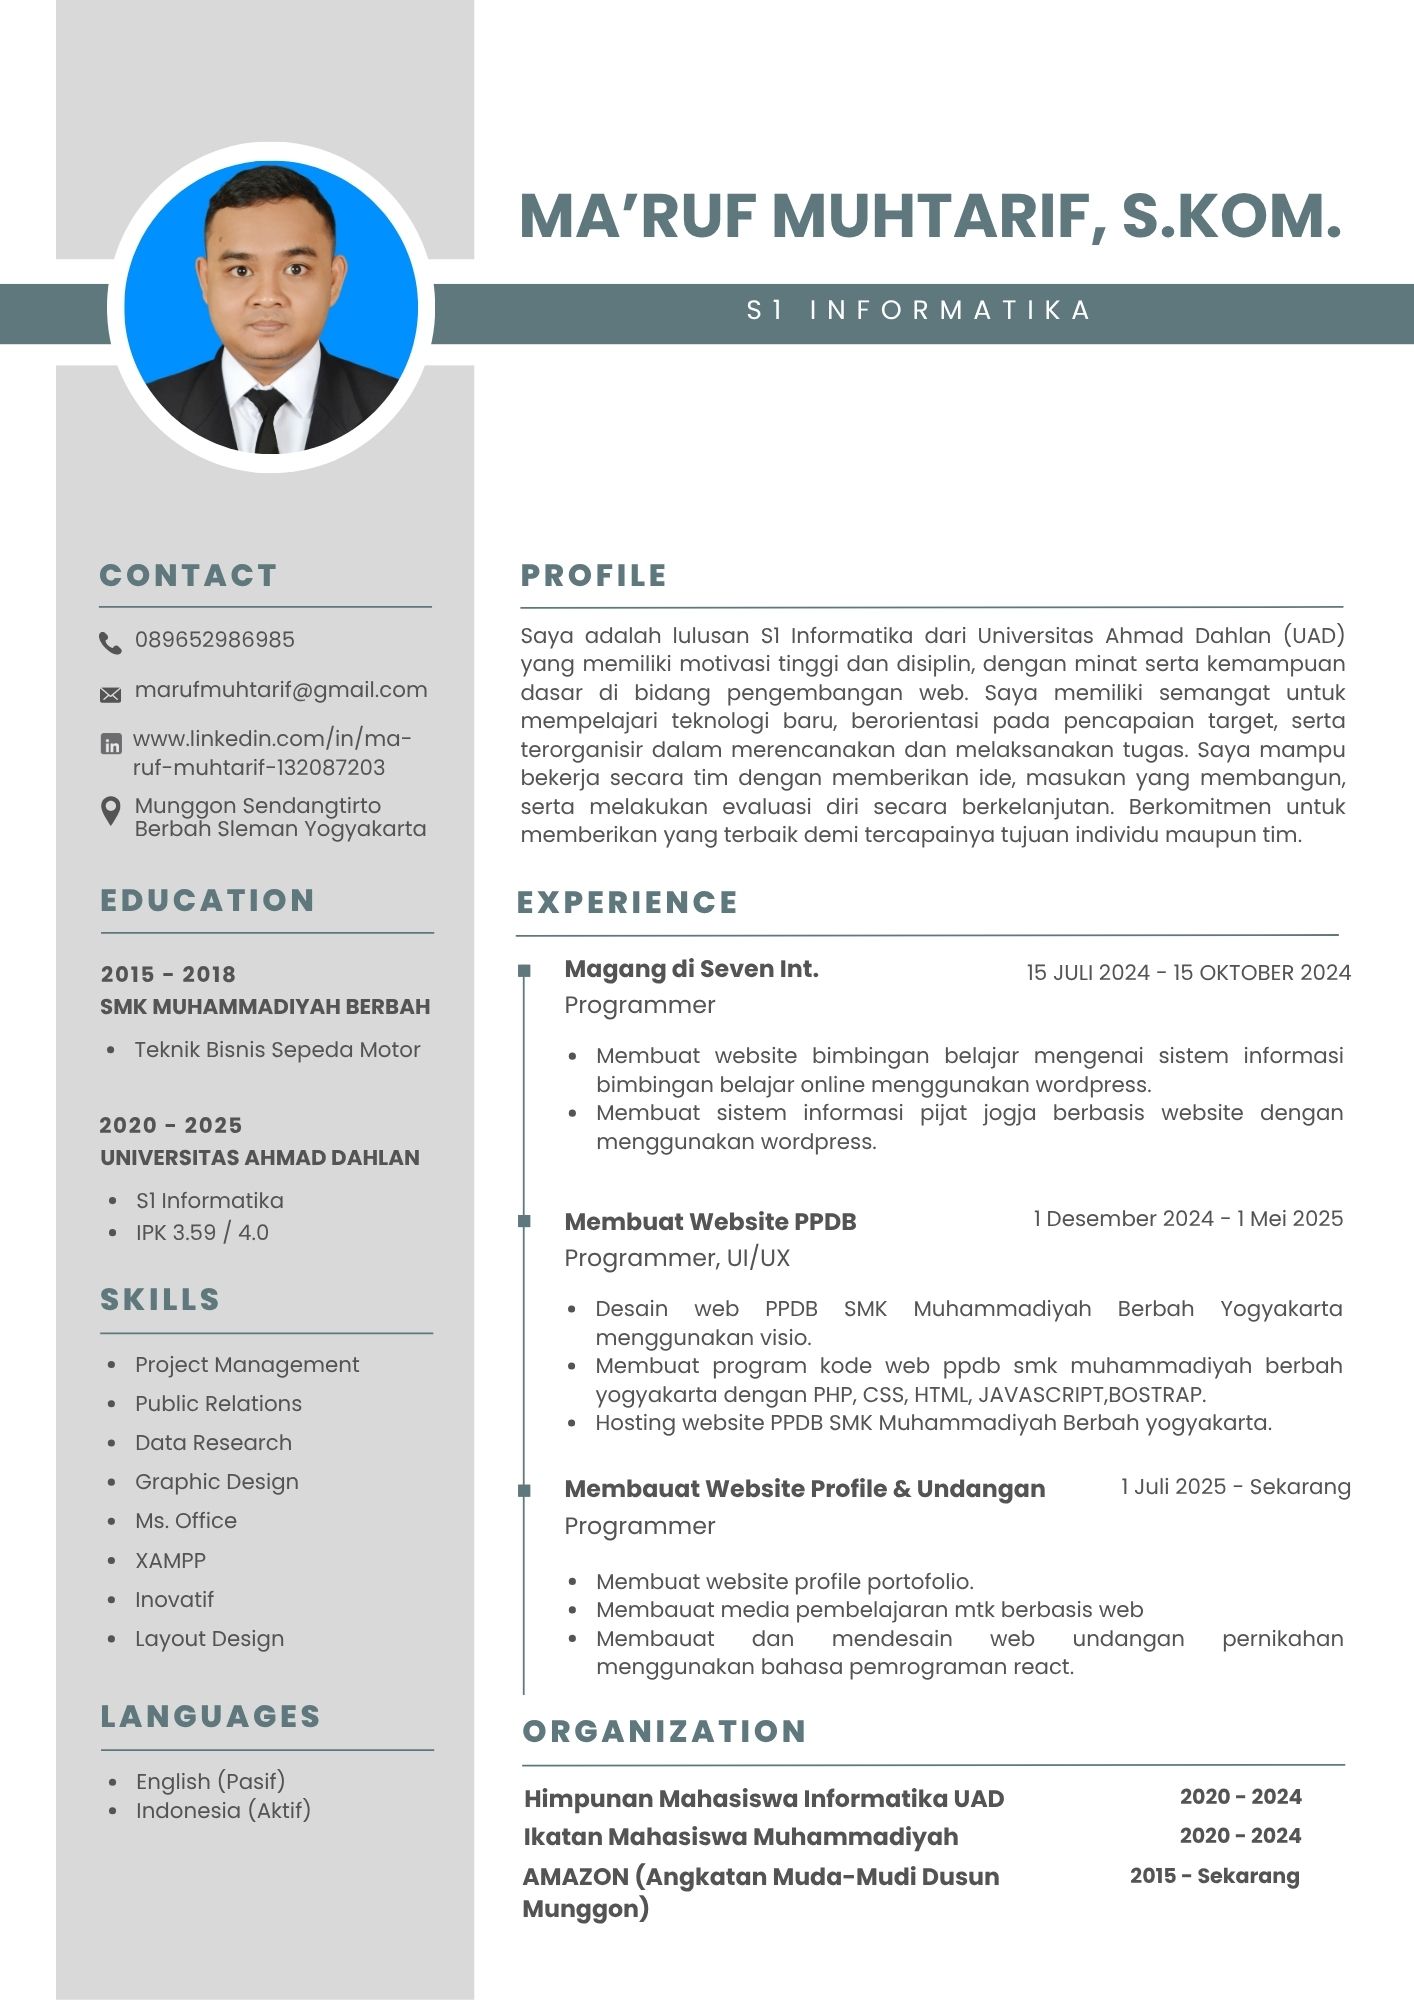 MA’RUF MUHTARIF, S.KOM.
S1 INFORMATIKA
CONTACT
089652986985
marufmuhtarif@gmail.com
www.linkedin.com/in/ma-
ruf-muhtarif-132087203
Munggon Sendangtirto
Berbah Sleman Yogyakarta
EDUCATION
2015 - 2018
SMK MUHAMMADIYAH BERBAH
• Teknik Bisnis Sepeda Motor
2020 - 2025
UNIVERSITAS AHMAD DAHLAN
• S1 Informatika
• IPK 3.59 / 4.0
SKILLS
• Project Management
• Public Relations
• Data Research
• Graphic Design
• Ms. Office
• XAMPP
• Inovatif
• Layout Design
LANGUAGES
• English (Pasif)
• Indonesia (Aktif)
PROFILE
Saya adalah lulusan S1 Informatika dari Universitas Ahmad Dahlan (UAD)
yang memiliki motivasi tinggi dan disiplin, dengan minat serta kemampuan
dasar di bidang pengembangan web. Saya memiliki semangat untuk
mempelajari teknologi baru, berorientasi pada pencapaian target, serta
terorganisir dalam merencanakan dan melaksanakan tugas. Saya mampu
bekerja secara tim dengan memberikan ide, masukan yang membangun,
serta melakukan evaluasi diri secara berkelanjutan. Berkomitmen untuk
memberikan yang terbaik demi tercapainya tujuan individu maupun tim.
EXPERIENCE
Magang di Seven Int. 15 JULI 2024 - 15 OKTOBER 2024
Programmer
• Membuat website bimbingan belajar mengenai sistem informasi
bimbingan belajar online menggunakan wordpress.
• Membuat sistem informasi pijat jogja berbasis website dengan
menggunakan wordpress.
Membuat Website PPDB 1 Desember 2024 - 1 Mei 2025
Programmer, UI/UX
• Desain web PPDB SMK Muhammadiyah Berbah Yogyakarta
menggunakan visio.
• Membuat program kode web ppdb smk muhammadiyah berbah
yogyakarta dengan PHP, CSS, HTML, JAVASCRIPT,BOSTRAP.
• Hosting website PPDB SMK Muhammadiyah Berbah yogyakarta.
Membauat Website Profile & Undangan 1 Juli 2025 - Sekarang
Programmer
• Membuat website profile portofolio.
• Membauat media pembelajaran mtk berbasis web
• Membauat dan mendesain web undangan pernikahan
menggunakan bahasa pemrograman react.
ORGANIZATION
Himpunan Mahasiswa Informatika UAD 2020 - 2024
Ikatan Mahasiswa Muhammadiyah 2020 - 2024
AMAZON (Angkatan Muda-Mudi Dusun 2015 - Sekarang
Munggon)